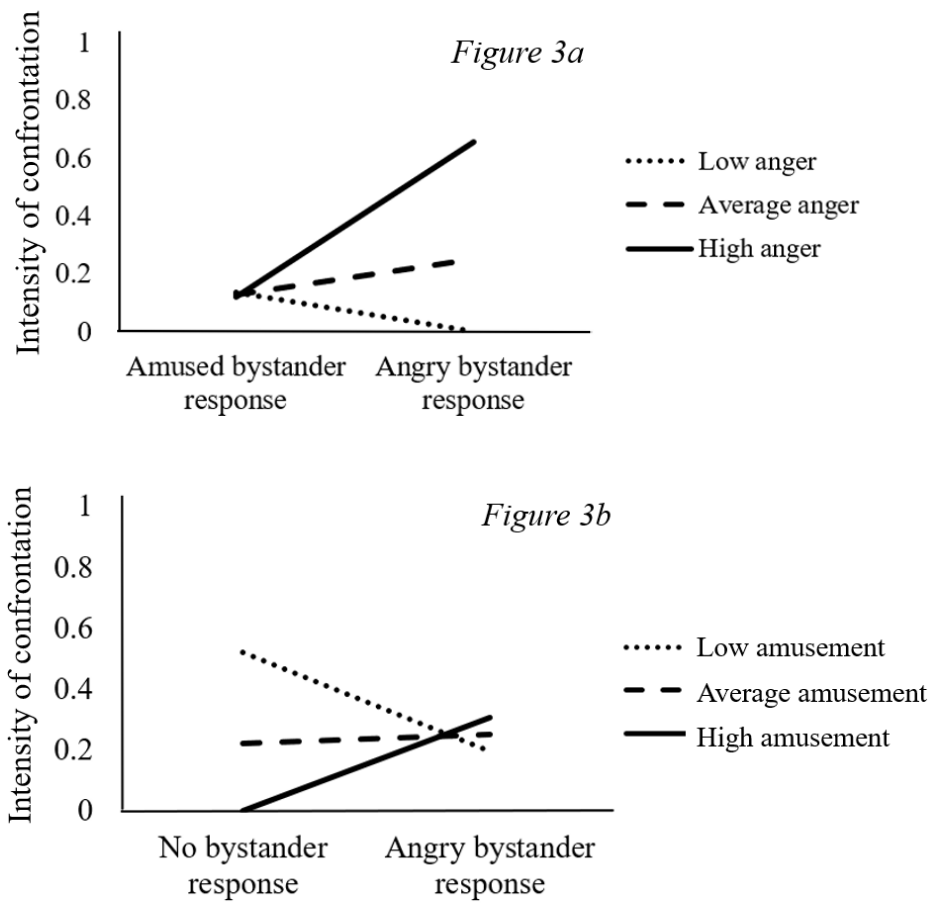 Figure 3a
Intensity of confrontation
1
0.8
0.6
0.4
0.2
0
Amused bystander
response
Angry bystander
response
Low anger
Average anger
High anger
Figure 3b
Intensity of confrontation
1
0.8
0.6
0.4
0.2
0
No bystander
response
Angry bystander
response
Low amusement
Average amusement
High amusement